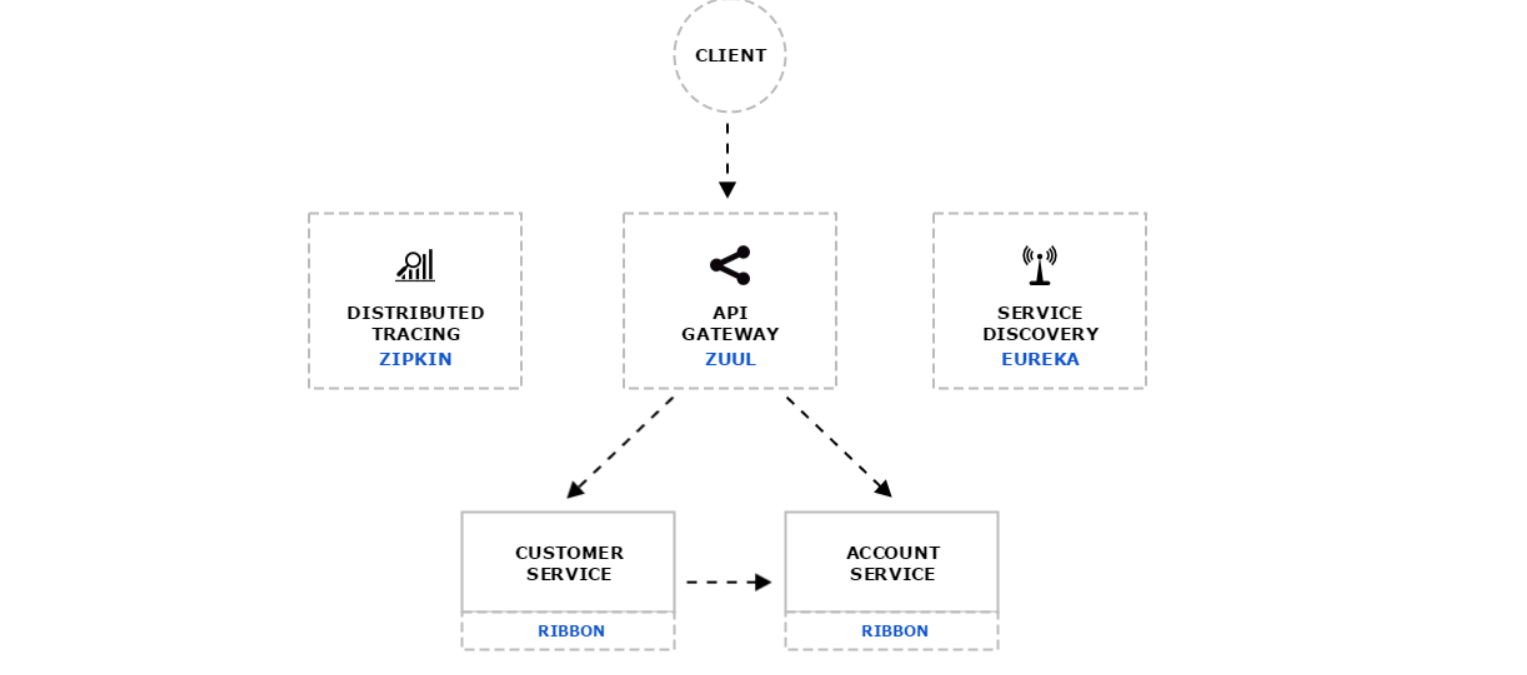 CLIENT
DISTRIBUTED
TRACING
ZIPKIN
API
GATEWAY
ZUUL
SERVICE
DISCOVERY
EUREKA
CUSTOMER
SERVICE
RIBBON
ACCOUNT
SERVICE
RIBBON